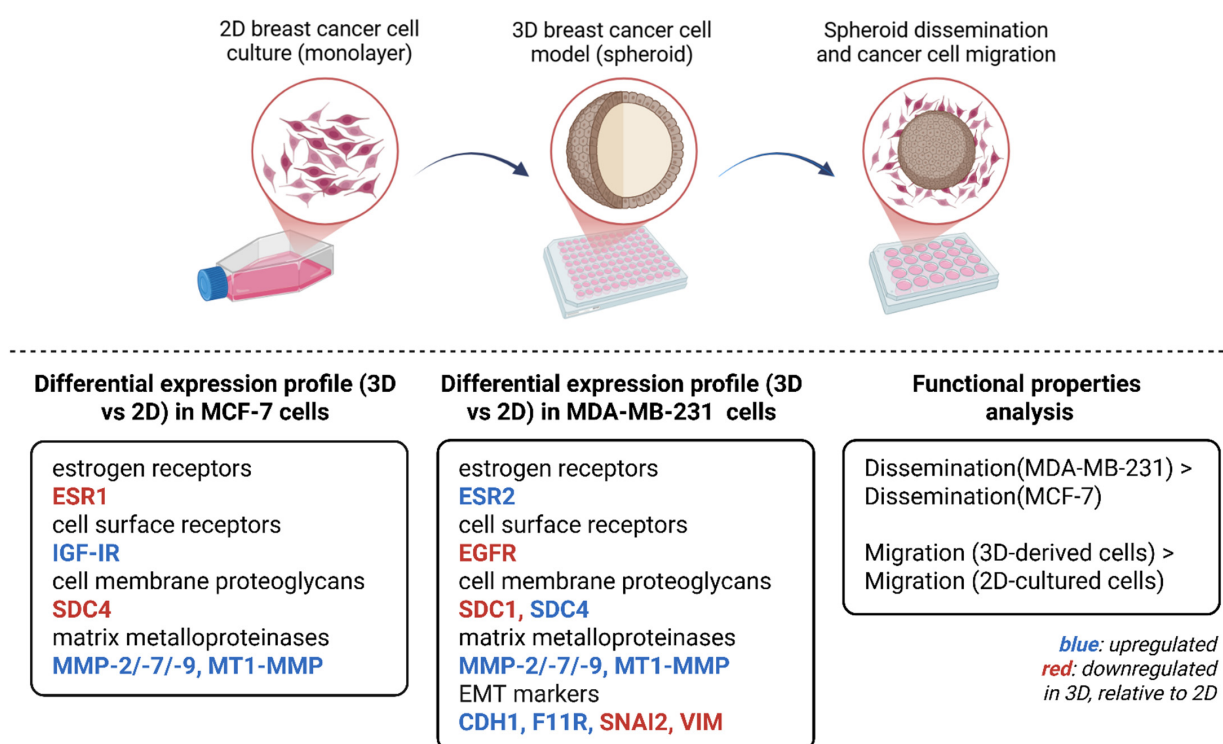 2D breast cancer cell
culture (monolayer)
3D breast cancer cell
model (spheroid)
Spheroid dissemination
and cancer cell migration
Differential expression profile (3D
vs 2D) in MCF-7 cells
estrogen receptors
ESR1
cell surface receptors
IGF-IR
cell membrane proteoglycans
SDC4
matrix metalloproteinases
MMP-2/-7/-9, MT1-MMP
Differential expression profile (3D
vs 2D) in MDA-MB-231 cells
estrogen receptors
ESR2
cell surface receptors
EGFR
cell membrane proteoglycans
SDC1, SDC4
matrix metalloproteinases
MMP-2/-7/-9, MT1-MMP
EMT markers
CDH1, F11R, SNAI2, VIM
Functional properties
analysis
Dissemination(MDA-MB-231) >
Dissemination(MCF-7)
Migration (3D-derived cells) >
Migration (2D-cultured cells)
blue: upregulated
red: downregulated
in 3D, relative to 2D